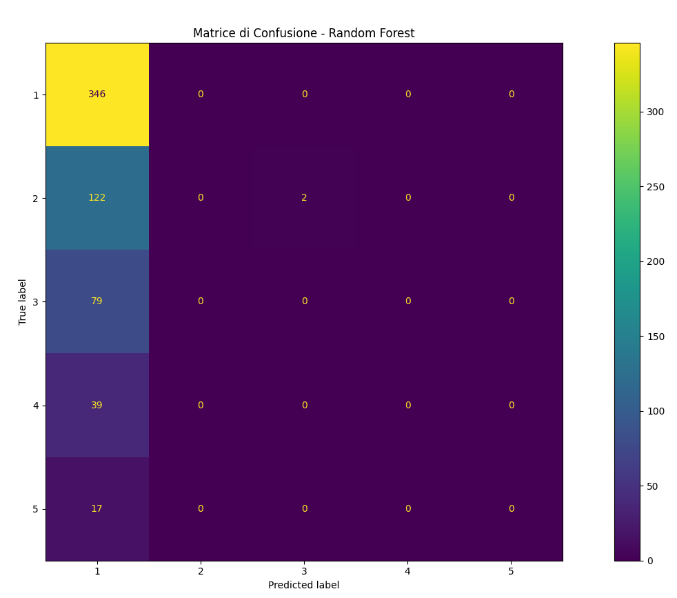 Matrice di Confusione - Random Forest
1 346 0 0 0 0
2 122 0 2 0 0
3 79 0 0 0 0
4 39 0 0 0 0
5 17 0 0 0 0
1 2 3 4 5
True label
Predicted label
300
250
200
150
100
50
0